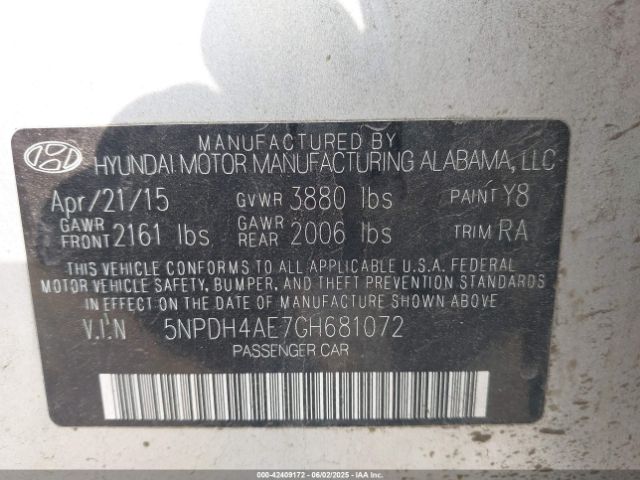 MANUFACTURED BY
HYUNDAI MOTOR MANUFACTURING ALABAMA, LLC
Apr/21/15 GVWR 3880 lbs PAINT Y8
GAWR FRONT 2161 lbs GAWR REAR 2006 lbs TRIM RA
THIS VEHICLE CONFORMS TO ALL APPLICABLE U.S.A. FEDERAL
MOTOR VEHICLE SAFETY, BUMPER, AND THEFT PREVENTION
STANDARDS IN EFFECT ON THE DATE OF MANUFACTURE SHOWN ABOVE.
V.I.N 5NPDH4AE7GH681072
PASSENGER CAR
000-42409172 - 06/02/2025 - IAAI Inc.